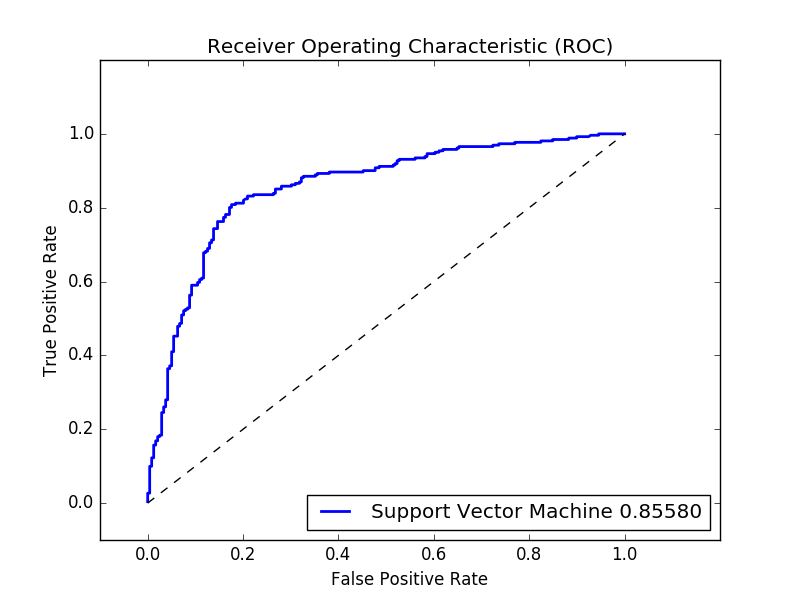 Receiver Operating Characteristic (ROC)
True Positive Rate
1.0
0.8
0.6
0.4
0.2
0.0
Support Vector Machine 0.85580
0.0 0.2 0.4 0.6 0.8 1.0
False Positive Rate